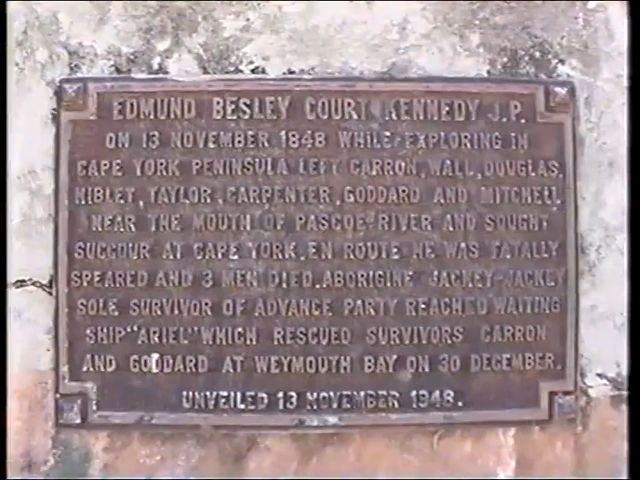 EDMUND BESLEY COURT KENNEDY J.P.
ON 13 NOVEMBER 1848 WHILE EXPLORING IN
CAPE YORK PENINSULA LEFT CARRON, WALL, DOUGLAS,
NIBLET, TAYLOR, CARPENTER, GODDARD AND MITCHELL
NEAR THE MOUTH OF PASCOE RIVER AND SOUGHT
SUCCOUR AT CAPE YORK. EN ROUTE HE WAS FATALLY
SPEARED AND 3 MEN DIED. ABORIGINE JACKEY-JACKEY
SOLE SURVIVOR OF ADVANCE PARTY REACHED WAITING
SHIP "ARIEL" WHICH RESCUED SURVIVORS CARRON
AND GODDARD AT WEYMOUTH BAY ON 30 DECEMBER.
UNVEILED 13 NOVEMBER 1948.